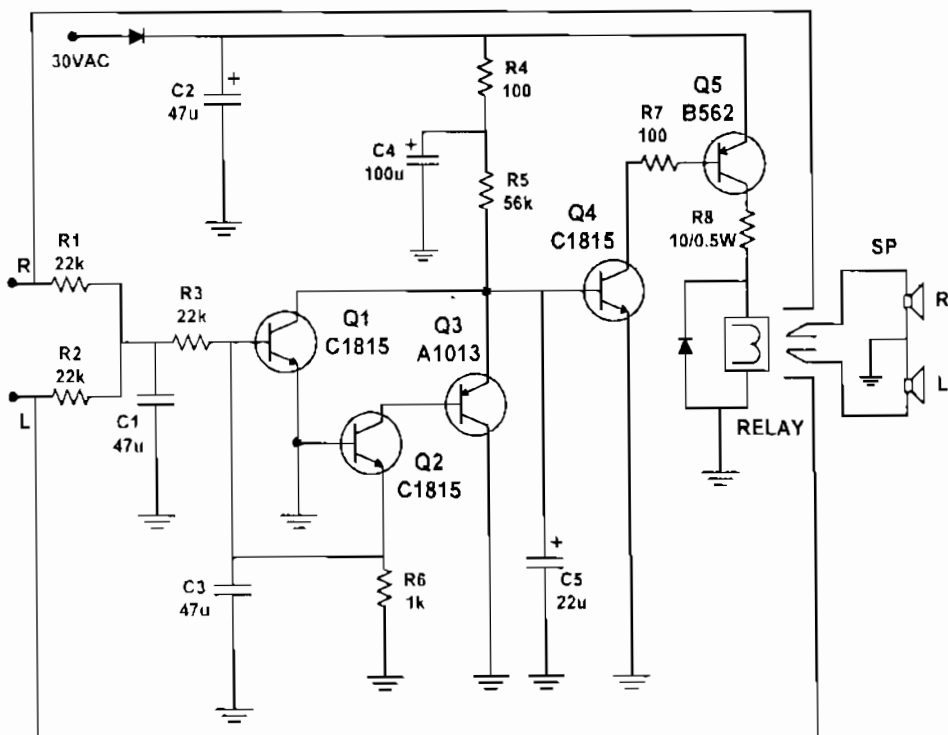 30VAC
C2
47u
+
R4
100
C4
100u
+
R5
56k
R7
100
Q5
B562
Q4
C1815
R8
10/0.5W
SP
R
L
R
R1
22k
R2
22k
L
R3
22k
C1
47u
Q1
C1815
Q3
A1013
Q2
C1815
RELAY
C3
47u
R6
1k
+
C5
22u